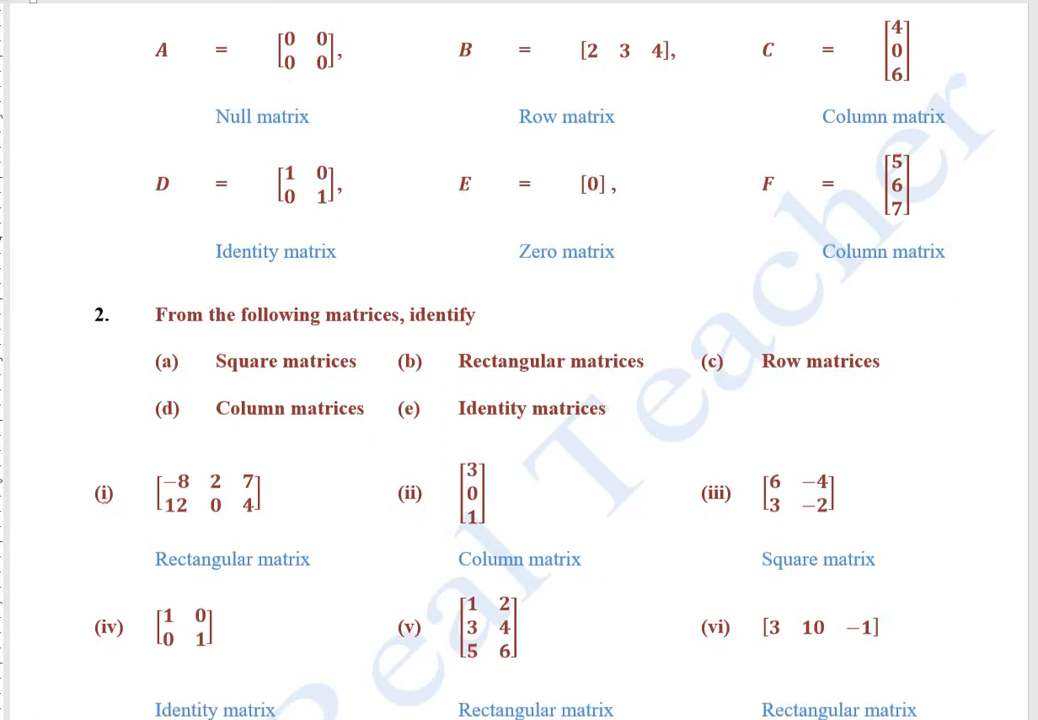 A = [0 0; 0 0], B = [2 3 4], C = [4; 0; 6]
Null matrix Row matrix Column matrix
D = [1 0; 0 1], E = [0], F = [5; 6; 7]
Identity matrix Zero matrix Column matrix
2. From the following matrices, identify
(a) Square matrices (b) Rectangular matrices (c) Row matrices
(d) Column matrices (e) Identity matrices
(i) [−8 2 7; 12 0 4] (ii) [3; 0; 1] (iii) [6 −4; 3 −2]
Rectangular matrix Column matrix Square matrix
(iv) [1 0; 0 1] (v) [1 2; 3 4; 5 6] (vi) [3 10 −1]
Identity matrix Rectangular matrix Rectangular matrix
Real Teacher